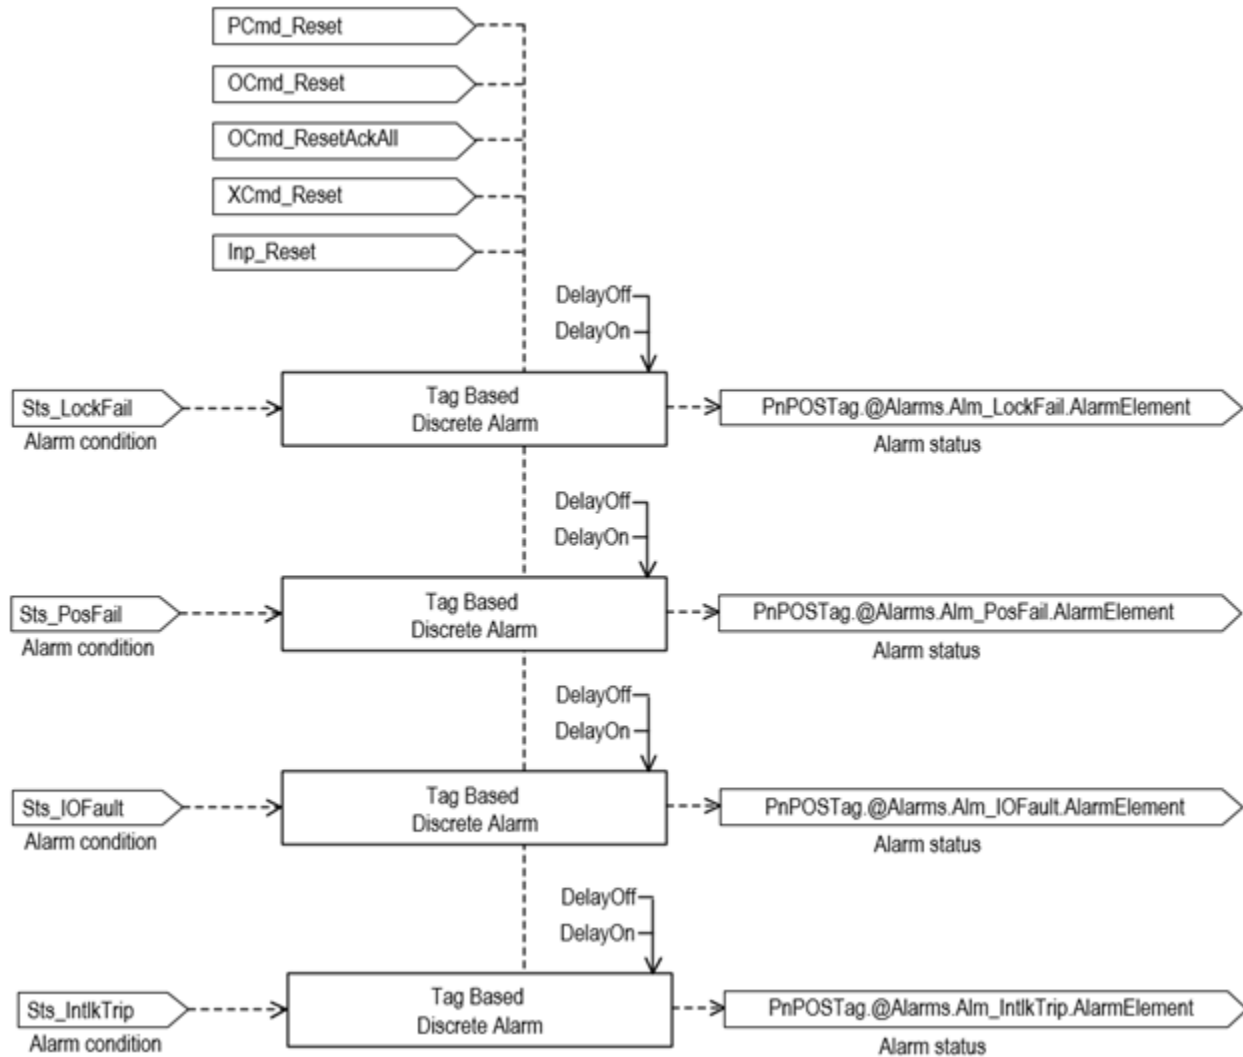 PCmd_Reset
OCmd_Reset
OCmd_ResetAckAll
XCmd_Reset
Inp_Reset
DelayOff
DelayOn
Sts_LockFail
Alarm condition
Tag Based
Discrete Alarm
PnPOSTag.@Alarms.Alm_LockFail.AlarmElement
Alarm status
DelayOff
DelayOn
Sts_PosFail
Alarm condition
Tag Based
Discrete Alarm
PnPOSTag.@Alarms.Alm_PosFail.AlarmElement
Alarm status
DelayOff
DelayOn
Sts_IOFault
Alarm condition
Tag Based
Discrete Alarm
PnPOSTag.@Alarms.Alm_IOFault.AlarmElement
Alarm status
DelayOff
DelayOn
Sts_IntlkTrip
Alarm condition
Tag Based
Discrete Alarm
PnPOSTag.@Alarms.Alm_IntlkTrip.AlarmElement
Alarm status